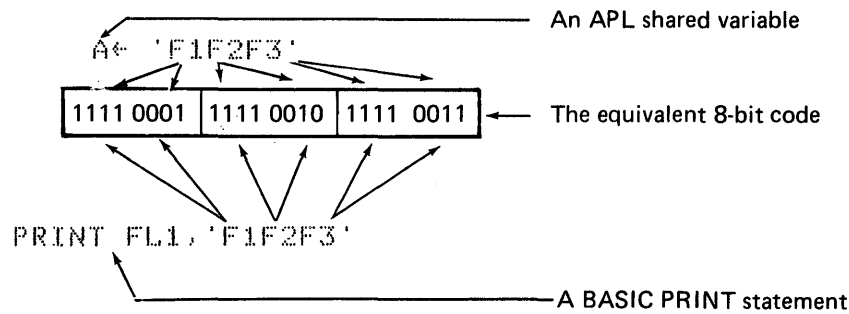 An APL shared variable
A← 'F1F2F3'
1111 0001 1111 0010 1111 0011
The equivalent 8-bit code
PRINT FL1,'F1F2F3'
A BASIC PRINT statement